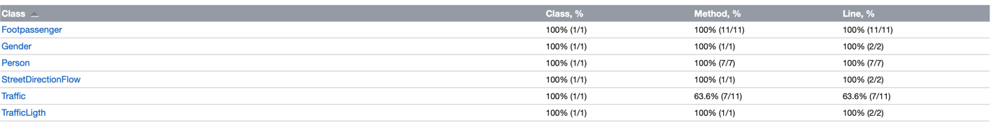 Class Class, % Method, % Line, %
Footpassenger 100% (1/1) 100% (11/11) 100% (11/11)
Gender 100% (1/1) 100% (1/1) 100% (2/2)
Person 100% (1/1) 100% (7/7) 100% (7/7)
StreetDirectionFlow 100% (1/1) 100% (1/1) 100% (2/2)
Traffic 100% (1/1) 63.6% (7/11) 63.6% (7/11)
TrafficLigth 100% (1/1) 100% (1/1) 100% (2/2)